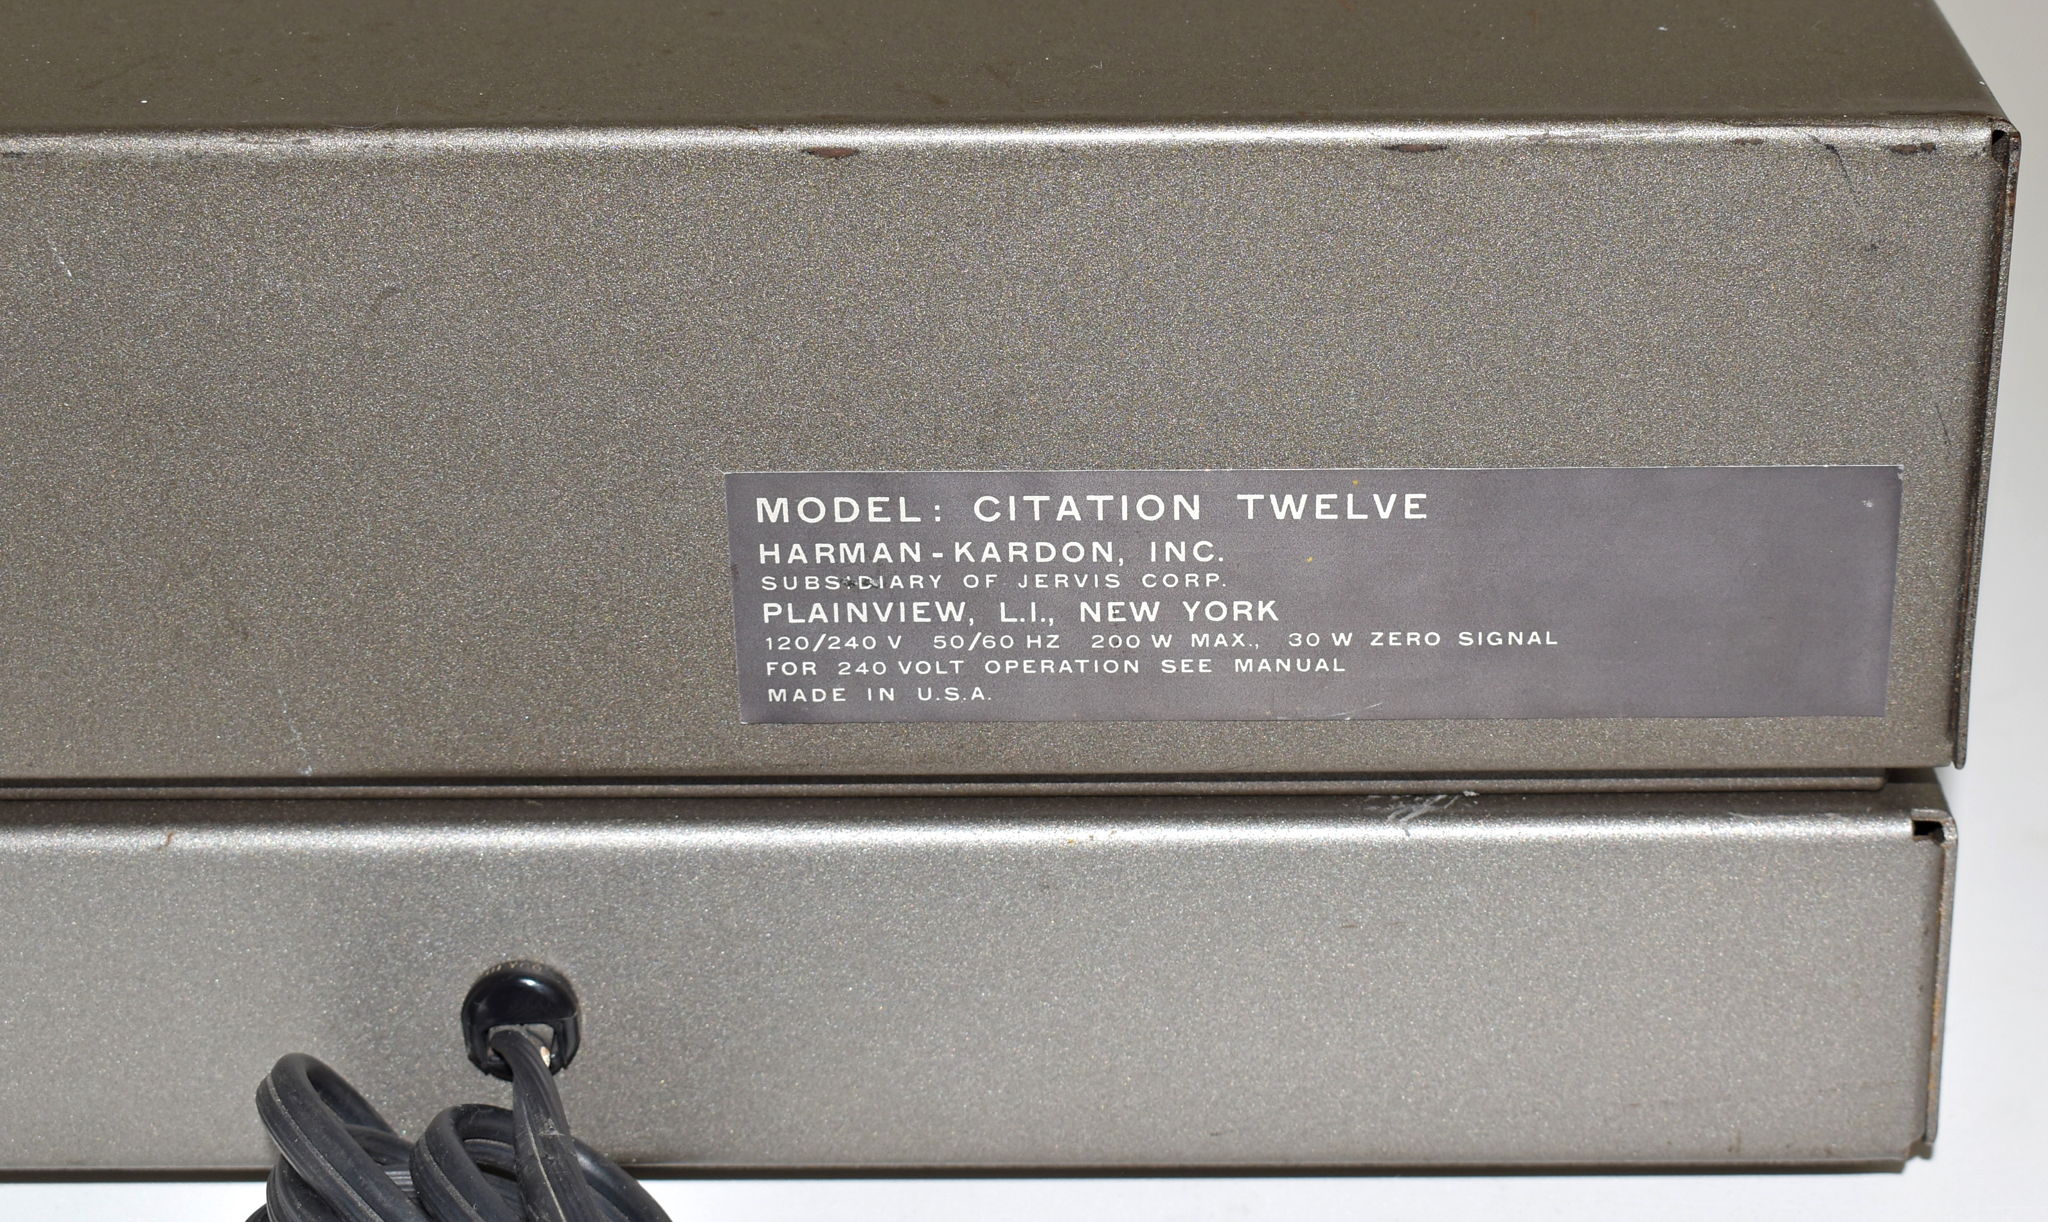 MODEL: CITATION TWELVE
HARMAN-KARDON, INC.
SUBSIDIARY OF JERVIS CORP.
PLAINVIEW, L.I., NEW YORK
120/240 V 50/60 HZ 200 W MAX., 30 W ZERO SIGNAL
FOR 240 VOLT OPERATION SEE MANUAL
MADE IN U.S.A.